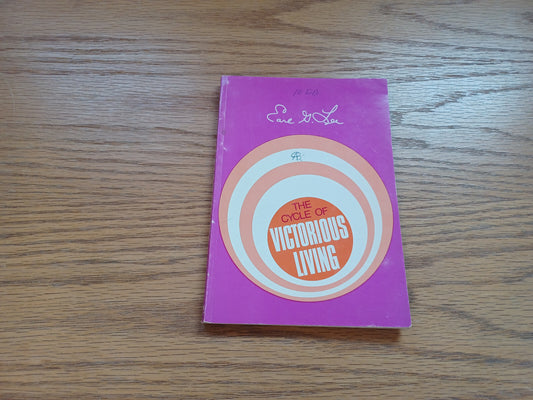 Earl G. Lee
THE
CYCLE OF
VICTORIOUS
LIVING